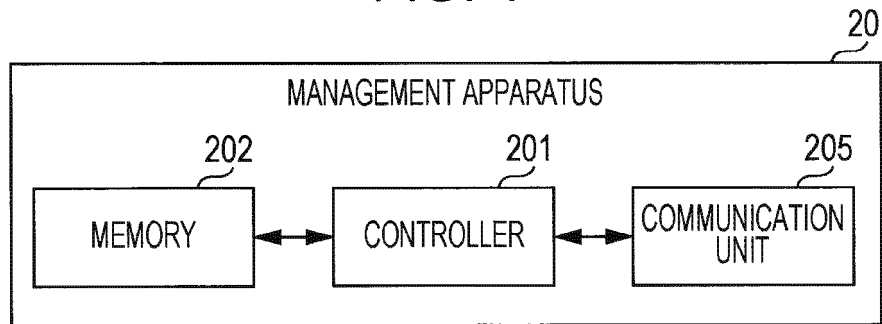 20
MANAGEMENT APPARATUS
202
201
205
MEMORY
CONTROLLER
COMMUNICATION
UNIT